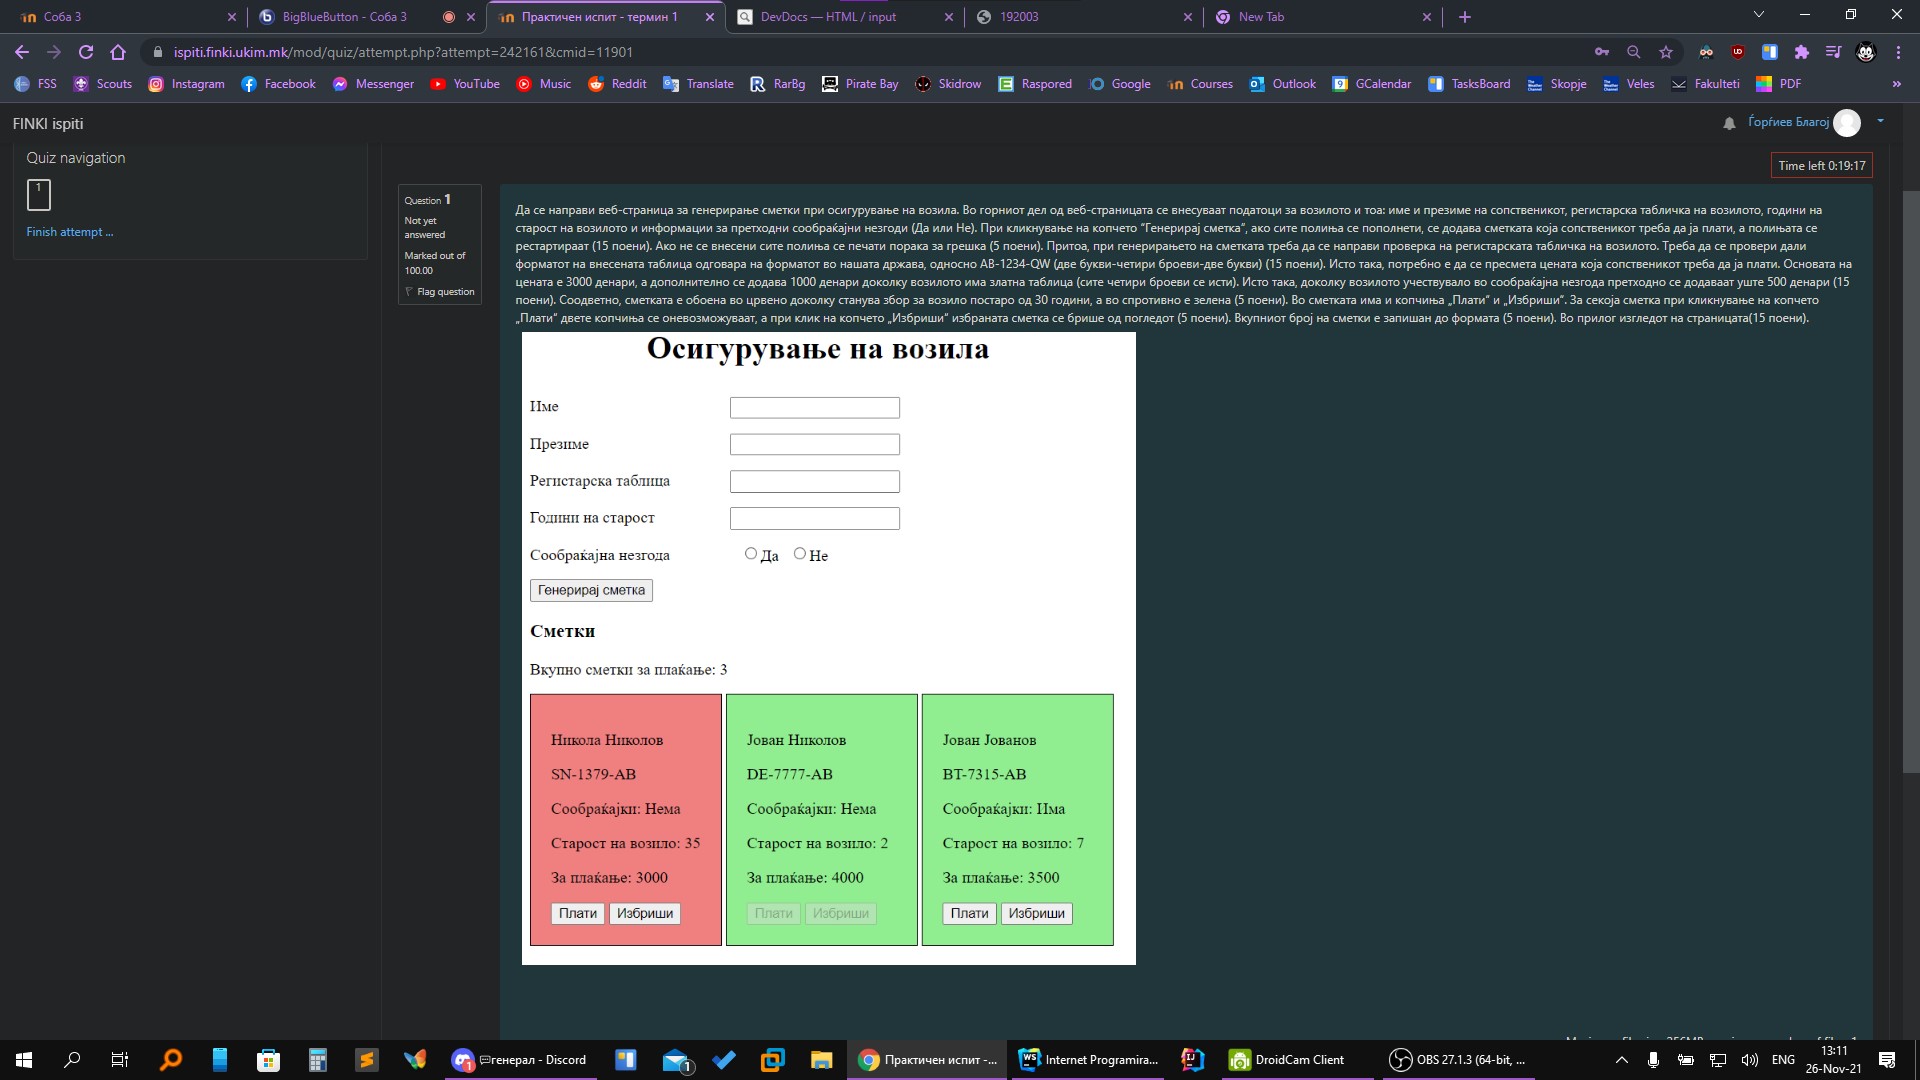 Соба 3
BigBlueButton - Соба 3
Практичен испит - термин 1
DevDocs — HTML / input
192003
New Tab
ispiti.finki.ukim.mk/mod/quiz/attempt.php?attempt=242161&cmid=11901
FSS Scouts Instagram Facebook Messenger YouTube Music Reddit Translate RarBg Pirate Bay Skidrow Raspored Google Courses Outlook GCalendar TasksBoard Skopje Veles Fakulteti PDF »
FINKI ispiti
Ѓорѓиев Благој
Quiz navigation
1
Finish attempt ...
Time left 0:19:17
Question 1
Not yet
answered
Marked out of
100.00
Flag question
Да се направи веб-страница за генерирање сметки при осигурување на возила. Во горниот дел од веб-страницата се внесуваат податоци за возилото и тоа: име и презиме на сопственикот, регистарска табличка на возилото, години на
старост на возилото и информации за претходни сообраќајни незгоди (Да или Не). При кликнување на копчето “Генерирај сметка”, ако сите полиња се пополнети, се додава сметката која сопственикот треба да ја плати, а полињата се
рестартираат (15 поени). Ако не се внесени сите полиња се печати порака за грешка (5 поени). Притоа, при генерирањето на сметката треба да се направи проверка на регистарската табличка на возилото. Треба да се провери дали
форматот на внесената таблица одговара на форматот во нашата држава, односно AB-1234-QW (две букви-четири броеви-две букви) (15 поени). Исто така, потребно е да се пресмета цената која сопственикот треба да ја плати. Основата на
цената е 3000 денари, а дополнително се додава 1000 денари доколку возилото има златна таблица (сите четири броеви се исти). Исто така, доколку возилото учествувало во сообраќајна незгода претходно се додаваат уште 500 денари (15
поени). Соодветно, сметката е обоена во црвено доколку станува збор за возило постаро од 30 години, а во спротивно е зелена (5 поени). Во сметката има и копчиња „Плати“ и „Избриши“. За секоја сметка при кликнување на копчето
„Плати“ двете копчиња се оневозможуваат, а при клик на копчето „Избриши“ избраната сметка се брише од погледот (5 поени). Вкупниот број на сметки е запишан до формата (5 поени). Во прилог изгледот на страницата(15 поени).
Осигурување на возила
Име
Презиме
Регистарска таблица
Години на старост
Сообраќајна незгода Да Не
Генерирај сметка
Сметки
Вкупно сметки за плаќање: 3
Никола Николов
SN-1379-AB
Сообраќајки: Нема
Старост на возило: 35
За плаќање: 3000
Плати Избриши
Јован Николов
DE-7777-AB
Сообраќајки: Нема
Старост на возило: 2
За плаќање: 4000
Плати Избриши
Јован Јованов
BT-7315-AB
Сообраќајки: Има
Старост на возило: 7
За плаќање: 3500
Плати Избриши
генерал - Discord
1
Практичен испит -...
Internet Programira...
DroidCam Client
OBS 27.1.3 (64-bit, ...
ENG
13:11
26-Nov-21